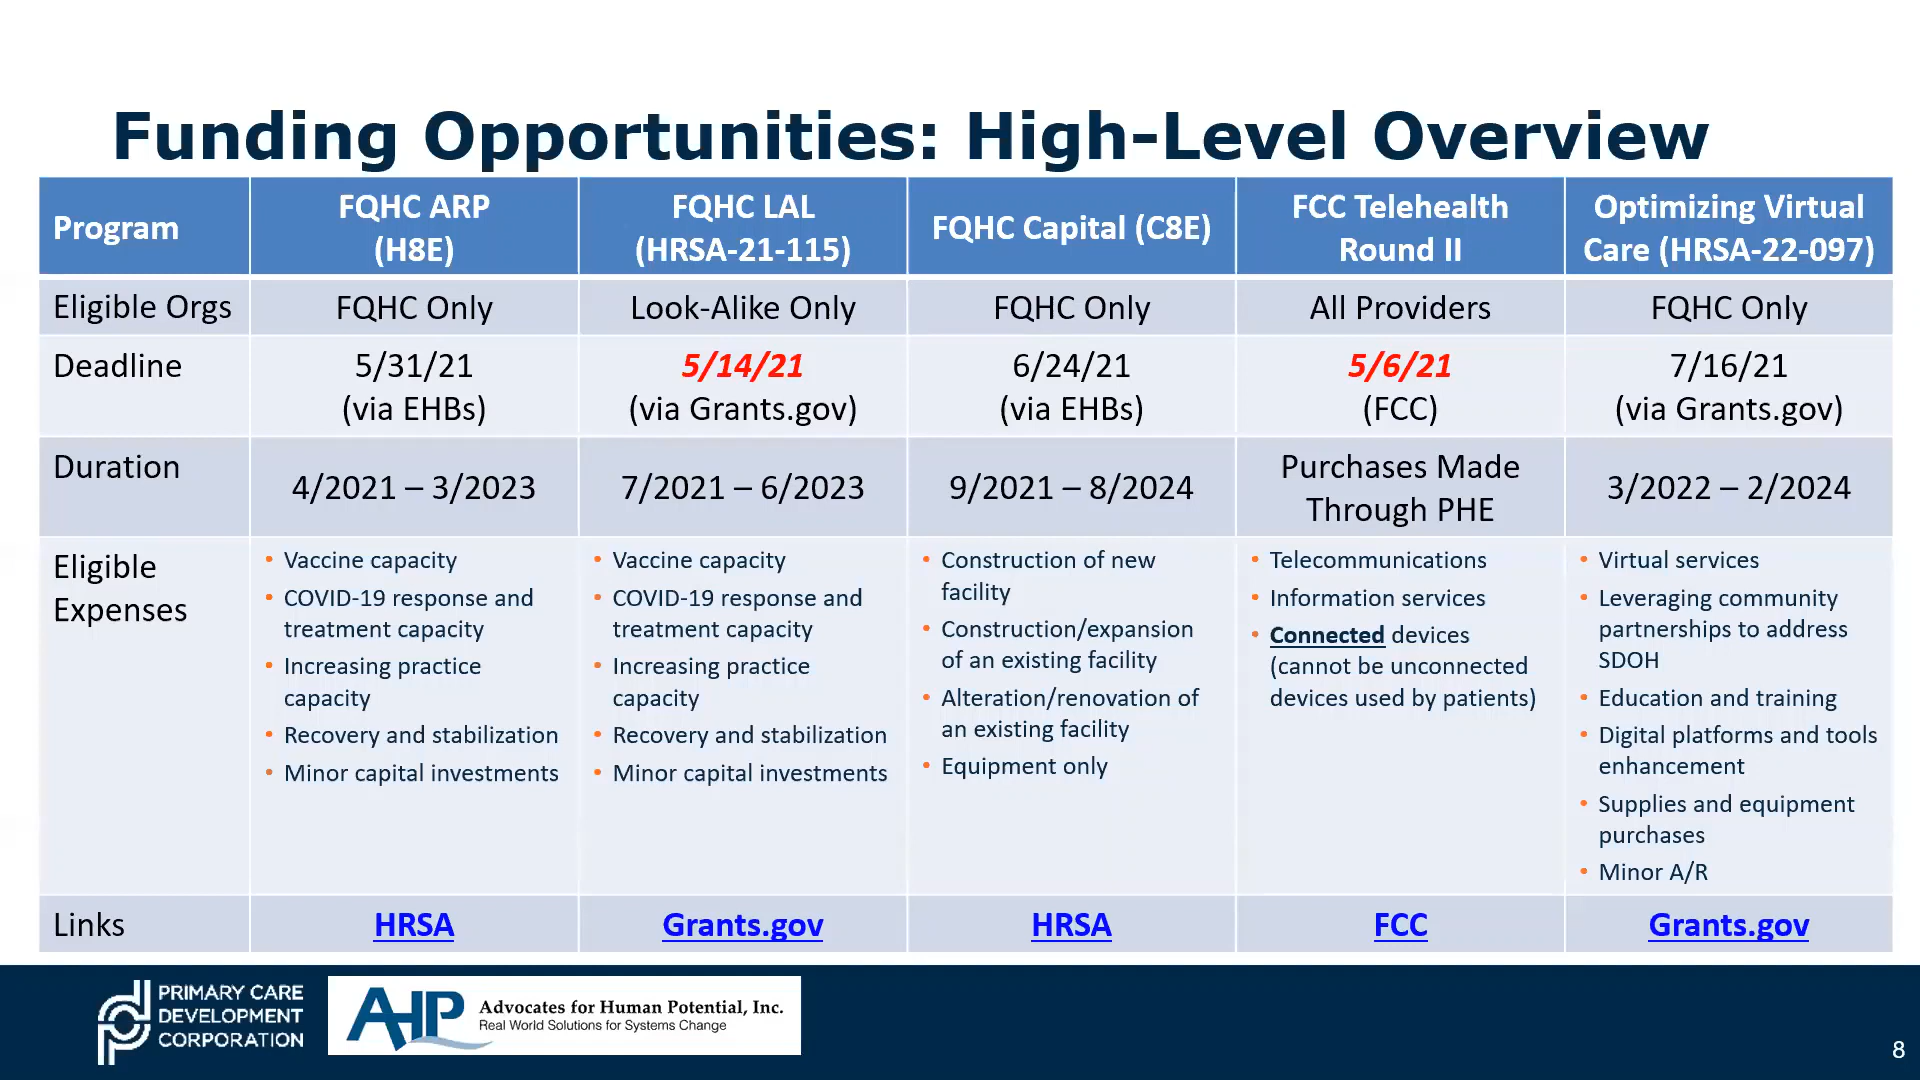 Funding Opportunities: High-Level Overview
Program
FQHC ARP
(H8E)
FQHC LAL
(HRSA-21-115)
FQHC Capital (C8E)
FCC Telehealth
Round II
Optimizing Virtual
Care (HRSA-22-097)
Eligible Orgs
FQHC Only
Look-Alike Only
FQHC Only
All Providers
FQHC Only
Deadline
5/31/21
(via EHBs)
5/14/21
(via Grants.gov)
6/24/21
(via EHBs)
5/6/21
(FCC)
7/16/21
(via Grants.gov)
Duration
4/2021 – 3/2023
7/2021 – 6/2023
9/2021 – 8/2024
Purchases Made
Through PHE
3/2022 – 2/2024
Eligible
Expenses
• Vaccine capacity
• COVID-19 response and
treatment capacity
• Increasing practice
capacity
• Recovery and stabilization
• Minor capital investments
• Vaccine capacity
• COVID-19 response and
treatment capacity
• Increasing practice
capacity
• Recovery and stabilization
• Minor capital investments
• Construction of new
facility
• Construction/expansion
of an existing facility
• Alteration/renovation of
an existing facility
• Equipment only
• Telecommunications
• Information services
• Connected devices
(cannot be unconnected
devices used by patients)
• Virtual services
• Leveraging community
partnerships to address
SDOH
• Education and training
• Digital platforms and tools
enhancement
• Supplies and equipment
purchases
• Minor A/R
Links
HRSA
Grants.gov
HRSA
FCC
Grants.gov
PRIMARY CARE
DEVELOPMENT
CORPORATION
AHP
Advocates for Human Potential, Inc.
Real World Solutions for Systems Change
8